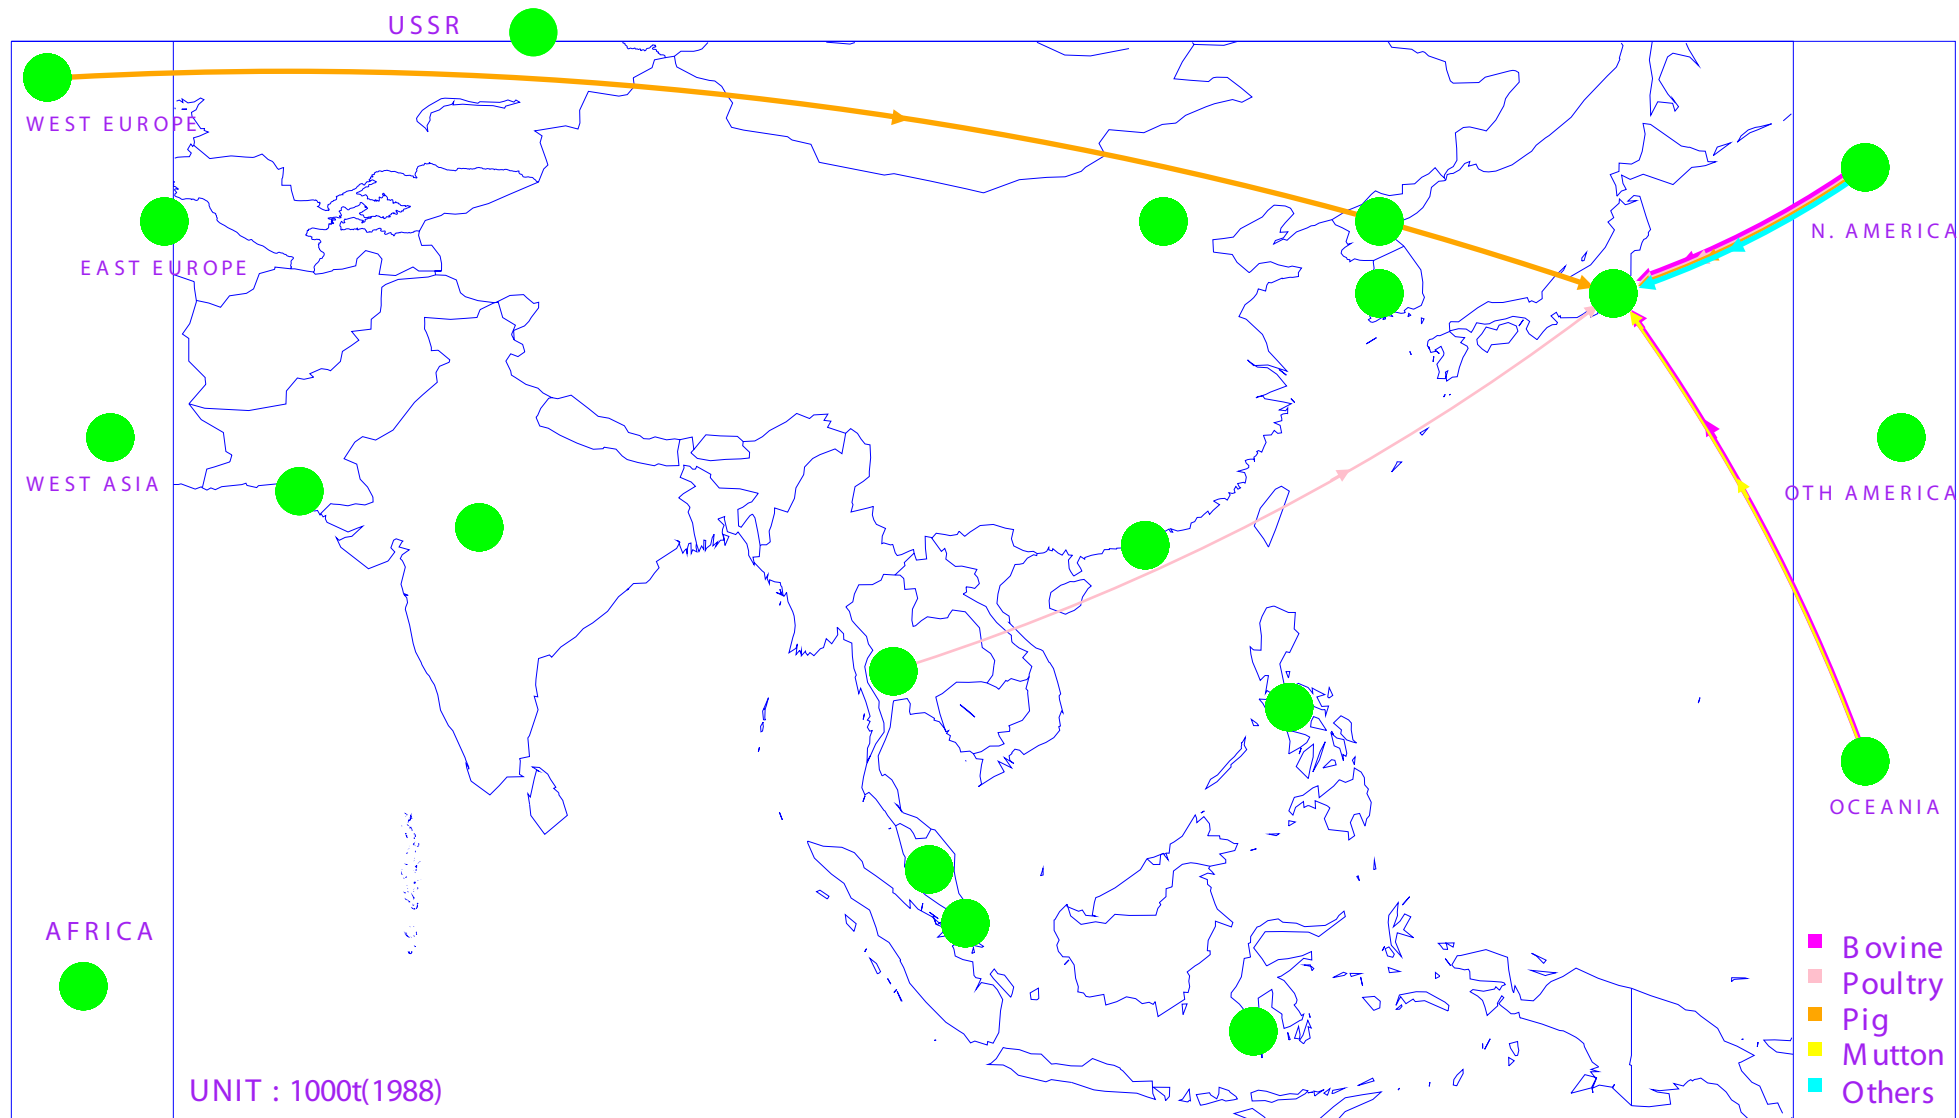 USSR
WEST EUROPE
N. AMERICA
EAST EUROPE
WEST ASIA
OTH AMERICA
OCEANIA
AFRICA
Bovine
Poultry
Pig
Mutton
Others
UNIT : 1000t(1988)